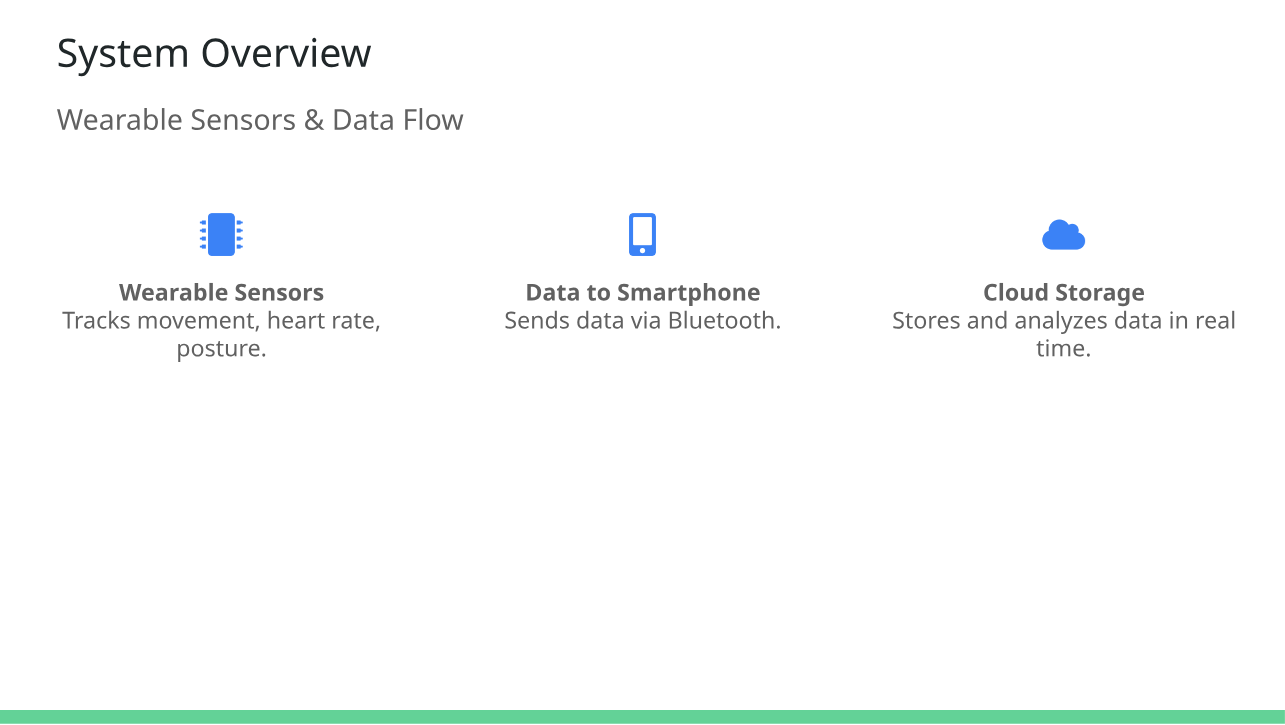 System Overview
Wearable Sensors & Data Flow
Wearable Sensors
Tracks movement, heart rate,
posture.
Data to Smartphone
Sends data via Bluetooth.
Cloud Storage
Stores and analyzes data in real
time.